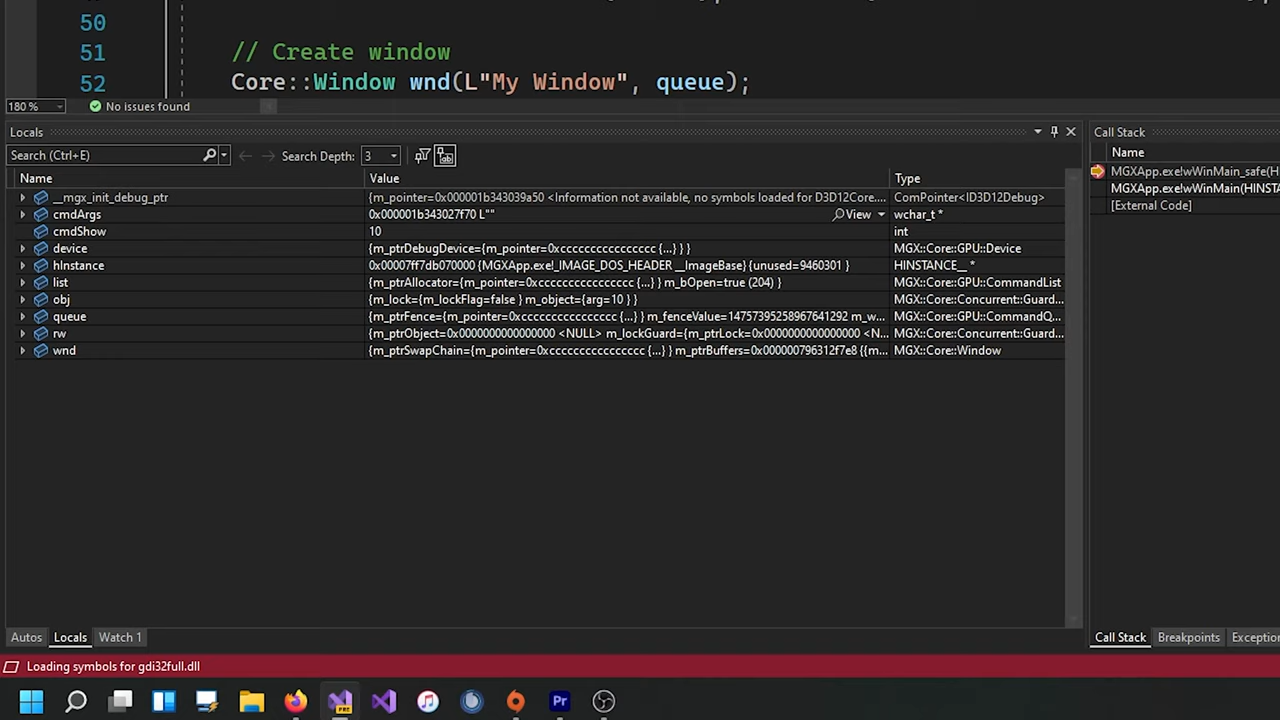 50
51 // Create window
52 Core::Window wnd(L"My Window", queue);
180 % No issues found
Locals
Search (Ctrl+E) Search Depth: 3
Name Value Type
__mgx_init_debug_ptr {m_pointer=0x000001b343039a50 <Information not available, no symbols loaded for D3D12Core.... ComPointer<ID3D12Debug>
cmdArgs 0x000001b343027f70 L"" View wchar_t *
cmdShow 10 int
device {m_ptrDebugDevice={m_pointer=0xcccccccccccccccc {...} } } MGX::Core::GPU::Device
hInstance 0x00007ff7db070000 {MGXApp.exe!_IMAGE_DOS_HEADER __ImageBase} {unused=9460301 } HINSTANCE__ *
list {m_ptrAllocator={m_pointer=0xcccccccccccccccc {...} } m_bOpen=true (204) } MGX::Core::GPU::CommandList
obj {m_lock={m_lockFlag=false } m_object={arg=10 } } MGX::Core::Concurrent::Guard...
queue {m_ptrFence={m_pointer=0xcccccccccccccccc {...} } m_fenceValue=14757395258967641292 m_w... MGX::Core::GPU::CommandQ...
rw {m_ptrObject=0x0000000000000000 <NULL> m_lockGuard={m_ptrLock=0x0000000000000000 <N... MGX::Core::Concurrent::Guard...
wnd {m_ptrSwapChain={m_pointer=0xcccccccccccccccc {...} } m_ptrBuffers=0x000000796312f7e8 {{m... MGX::Core::Window
Autos Locals Watch 1
Call Stack
Name
MGXApp.exe!wWinMain_safe(H
MGXApp.exe!wWinMain(HINSTA
[External Code]
Call Stack Breakpoints Exceptio
Loading symbols for gdi32full.dll
PRE
Pr